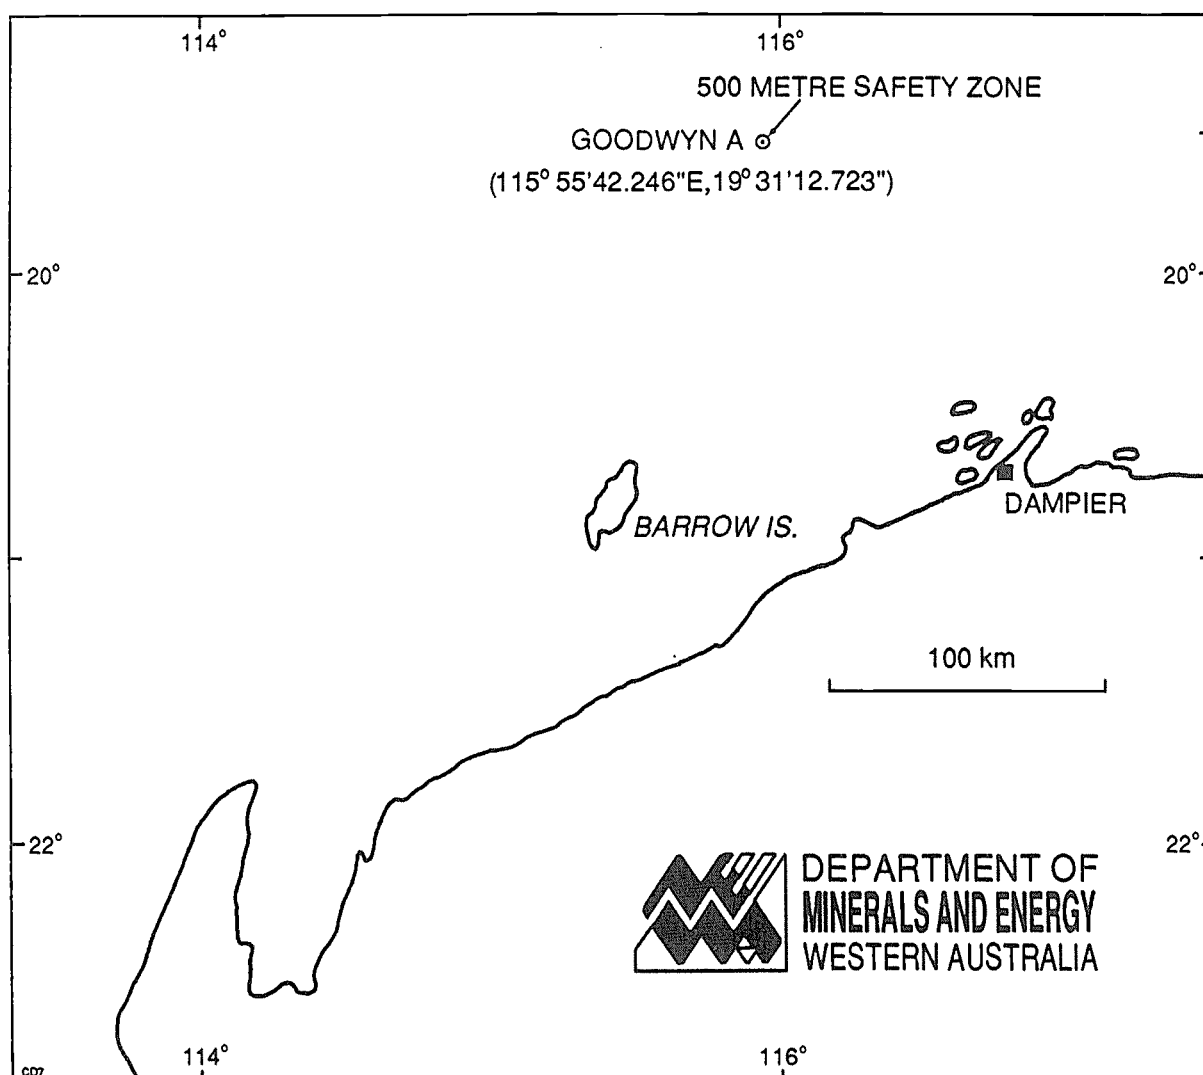 114° 116°
500 METRE SAFETY ZONE
GOODWYN A
(115° 55'42.246"E,19° 31'12.723")
20° 20°
BARROW IS.
DAMPIER
100 km
22° 22°
DEPARTMENT OF
MINERALS AND ENERGY
WESTERN AUSTRALIA
114° 116°